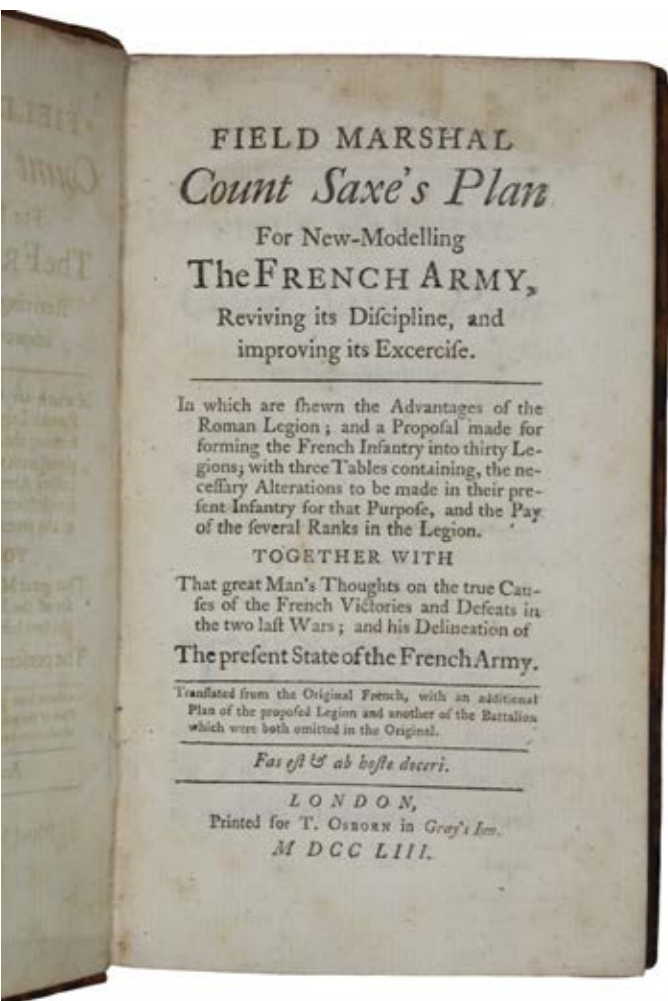 FIELD MARSHAL
Count Saxe's Plan
For New-Modelling
The FRENCH ARMY,
Reviving its Diſcipline, and
improving its Excerciſe.
In which are ſhewn the Advantages of the
Roman Legion; and a Propoſal made for
forming the French Infantry into thirty Le-
gions; with three Tables containing, the ne-
ceſſary Alterations to be made in their pre-
ſent Infantry for that Purpoſe, and the Pay
of the ſeveral Ranks in the Legion.
TOGETHER WITH
That great Man's Thoughts on the true Cau-
ſes of the French Victories and Defeats in
the two laſt Wars; and his Delineation of
The preſent State of the French Army.
Tranſlated from the Original French, with an additional
Plan of the propoſed Legion and another of the Battalion
which were both omitted in the Original.
Fas eſt & ab hoſte doceri.
LONDON,
Printed for T. OSBORN in Gray's Inn.
M DCC LIII.